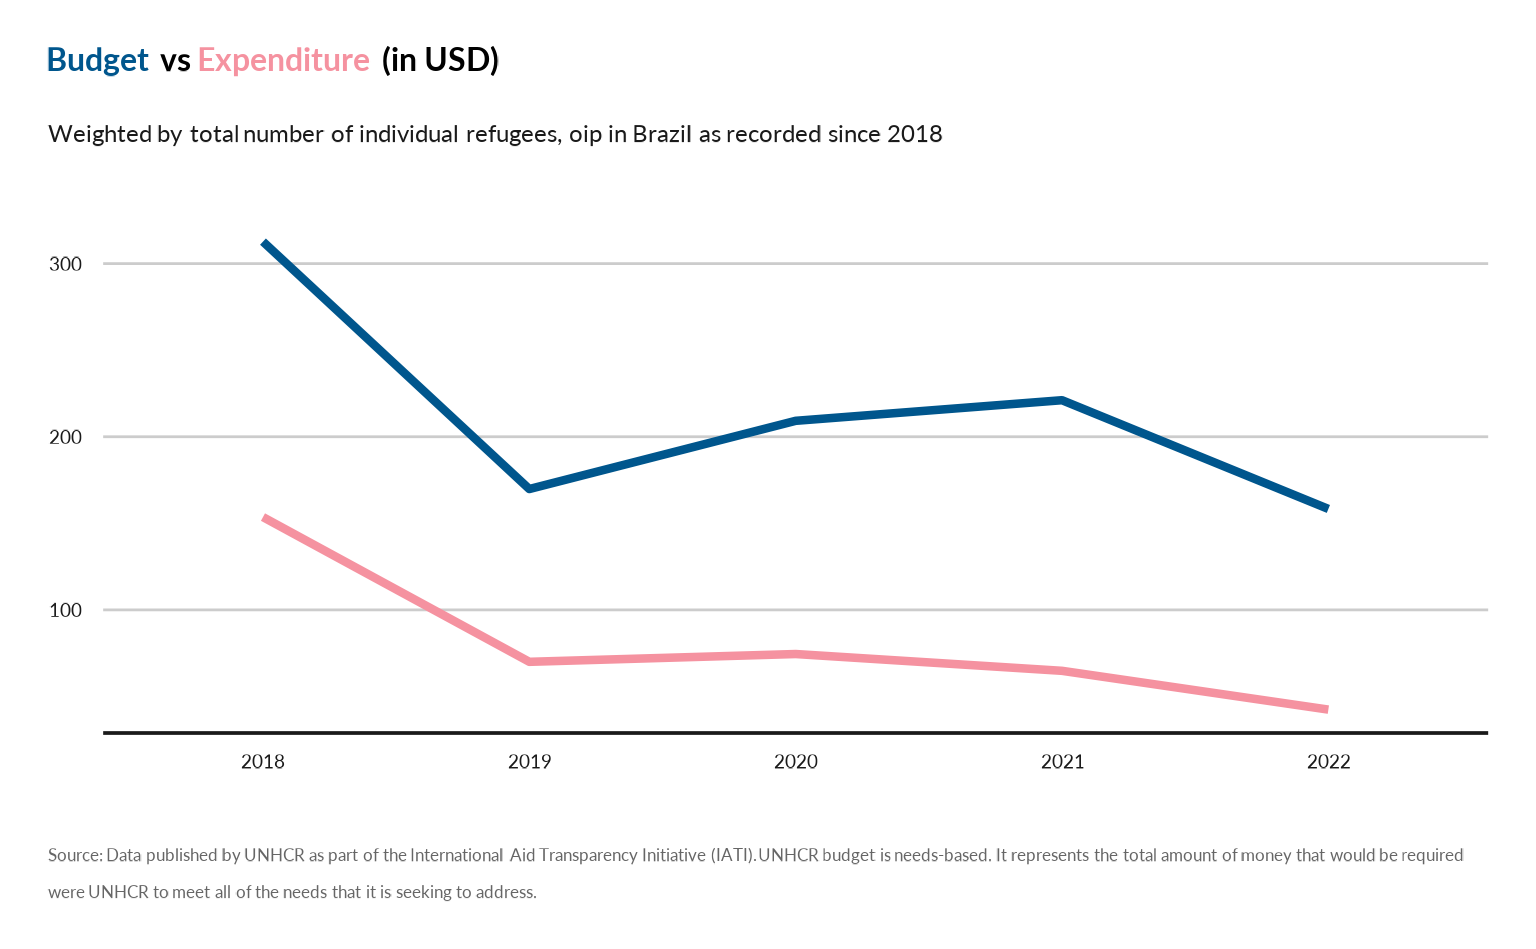 Budget vs Expenditure (in USD)
Weighted by total number of individual refugees, oip in Brazil as recorded since 2018
300
200
100
2018 2019 2020 2021 2022
Source: Data published by UNHCR as part of the International Aid Transparency Initiative (IATI). UNHCR budget is needs-based. It represents the total amount of money that would be required
were UNHCR to meet all of the needs that it is seeking to address.